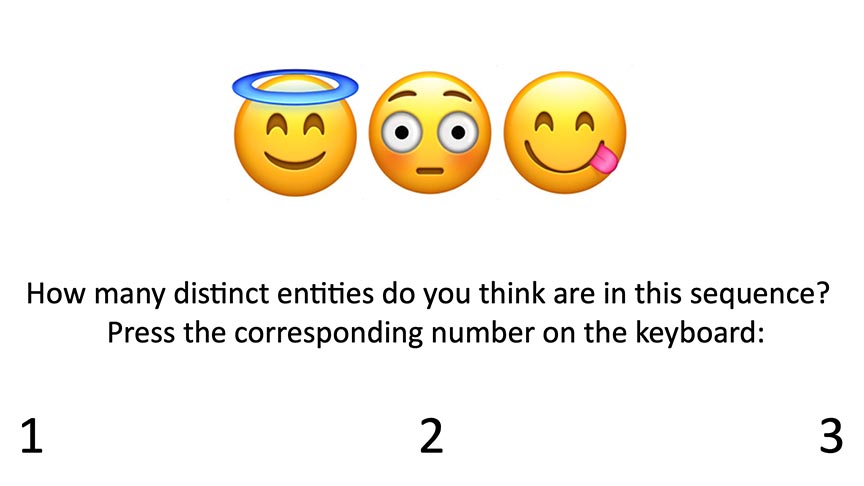 How many distinct entities do you think are in this sequence?
Press the corresponding number on the keyboard:
1 2 3